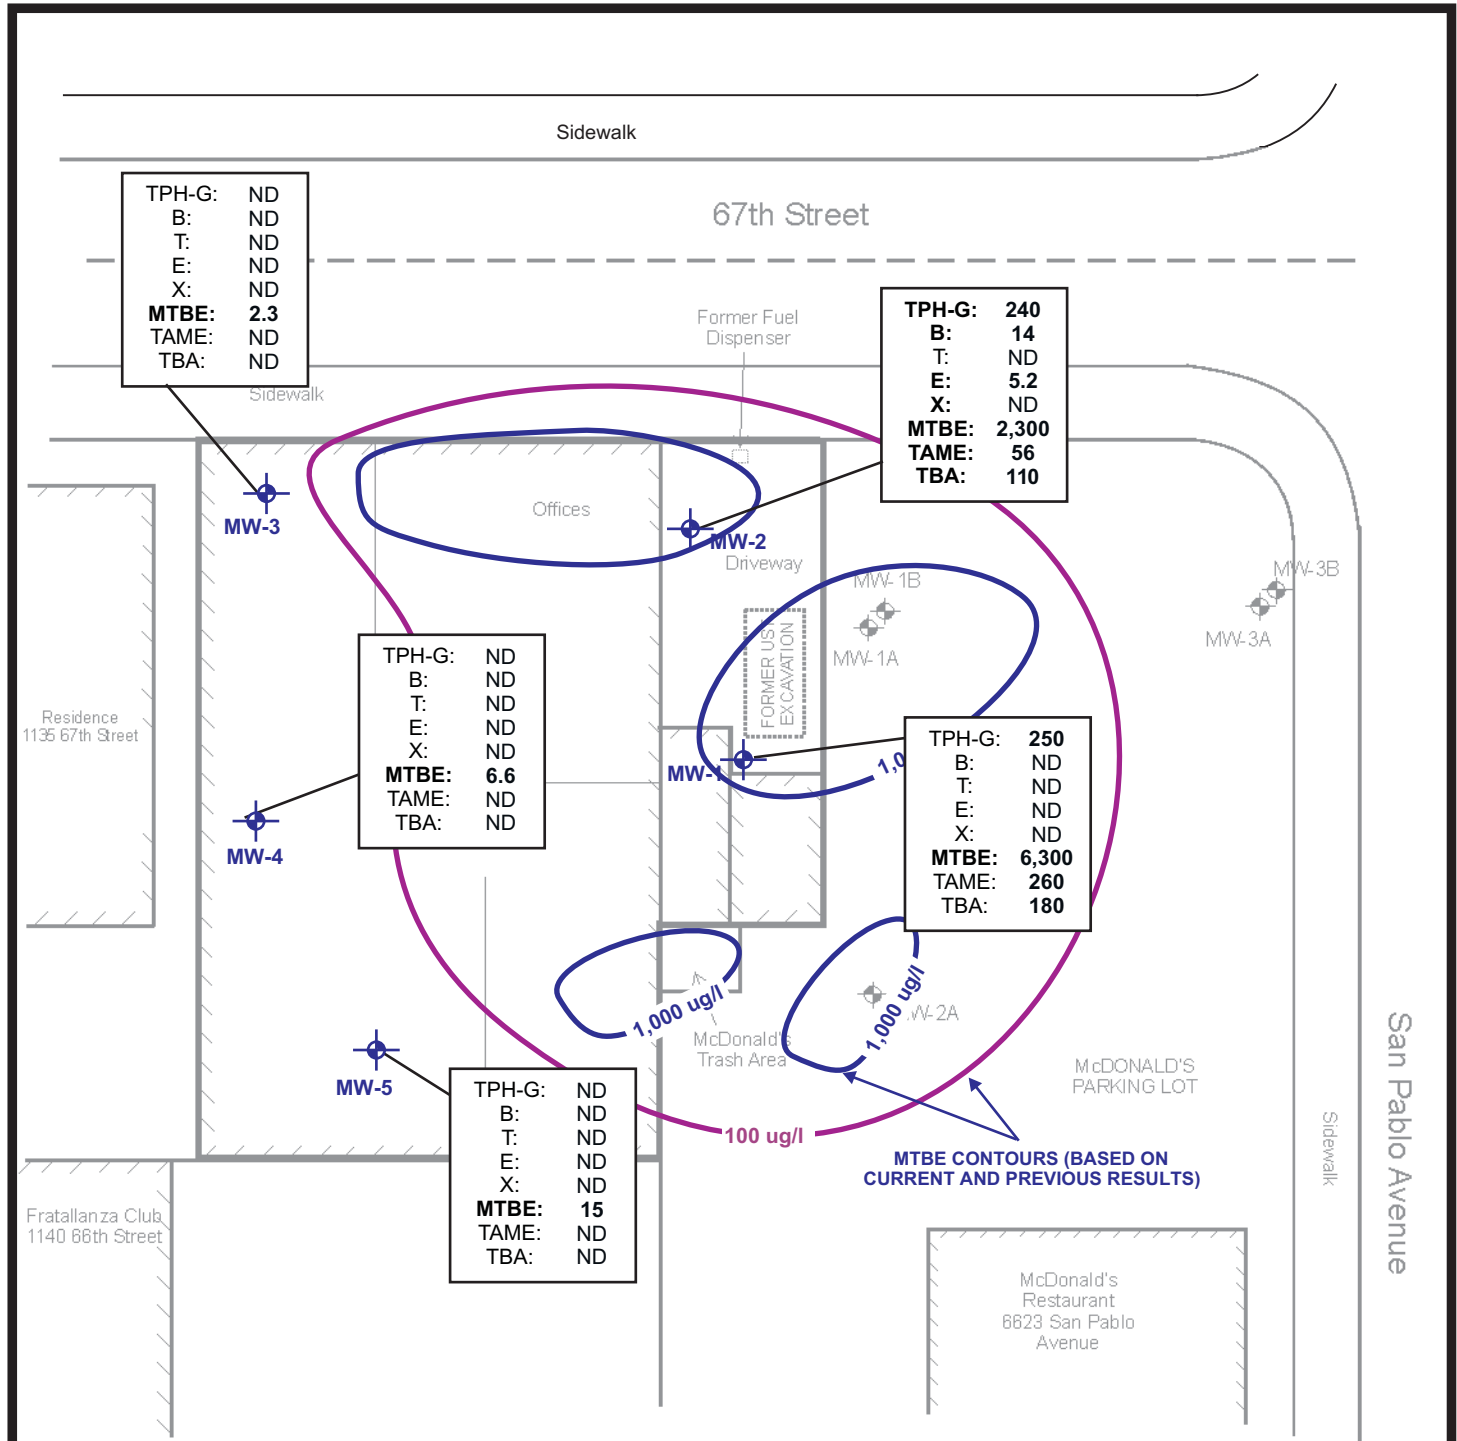 Sidewalk
67th Street
TPH-G: ND
B: ND
T: ND
E: ND
X: ND
MTBE: 2.3
TAME: ND
TBA: ND
Former Fuel
Dispenser
TPH-G: 240
B: 14
T: ND
E: 5.2
X: ND
MTBE: 2,300
TAME: 56
TBA: 110
Sidewalk
MW-3
Offices
MW-2
Driveway
MW-1B
MW-1A
MW-3B
MW-3A
FORMER UST
EXCAVATION
TPH-G: ND
B: ND
T: ND
E: ND
X: ND
MTBE: 6.6
TAME: ND
TBA: ND
Residence
1135 67th Street
MW-1
1,0
TPH-G: 250
B: ND
T: ND
E: ND
X: ND
MTBE: 6,300
TAME: 260
TBA: 180
MW-4
1,000 ug/l
1,000 ug/l
W-2A
McDonald's
Trash Area
McDONALD'S
PARKING LOT
MW-5
TPH-G: ND
B: ND
T: ND
E: ND
X: ND
MTBE: 15
TAME: ND
TBA: ND
100 ug/l
MTBE CONTOURS (BASED ON
CURRENT AND PREVIOUS RESULTS)
San Pablo Avenue
Sidewalk
Fratallanza Club
1140 66th Street
McDonald's
Restaurant
6623 San Pablo
Avenue